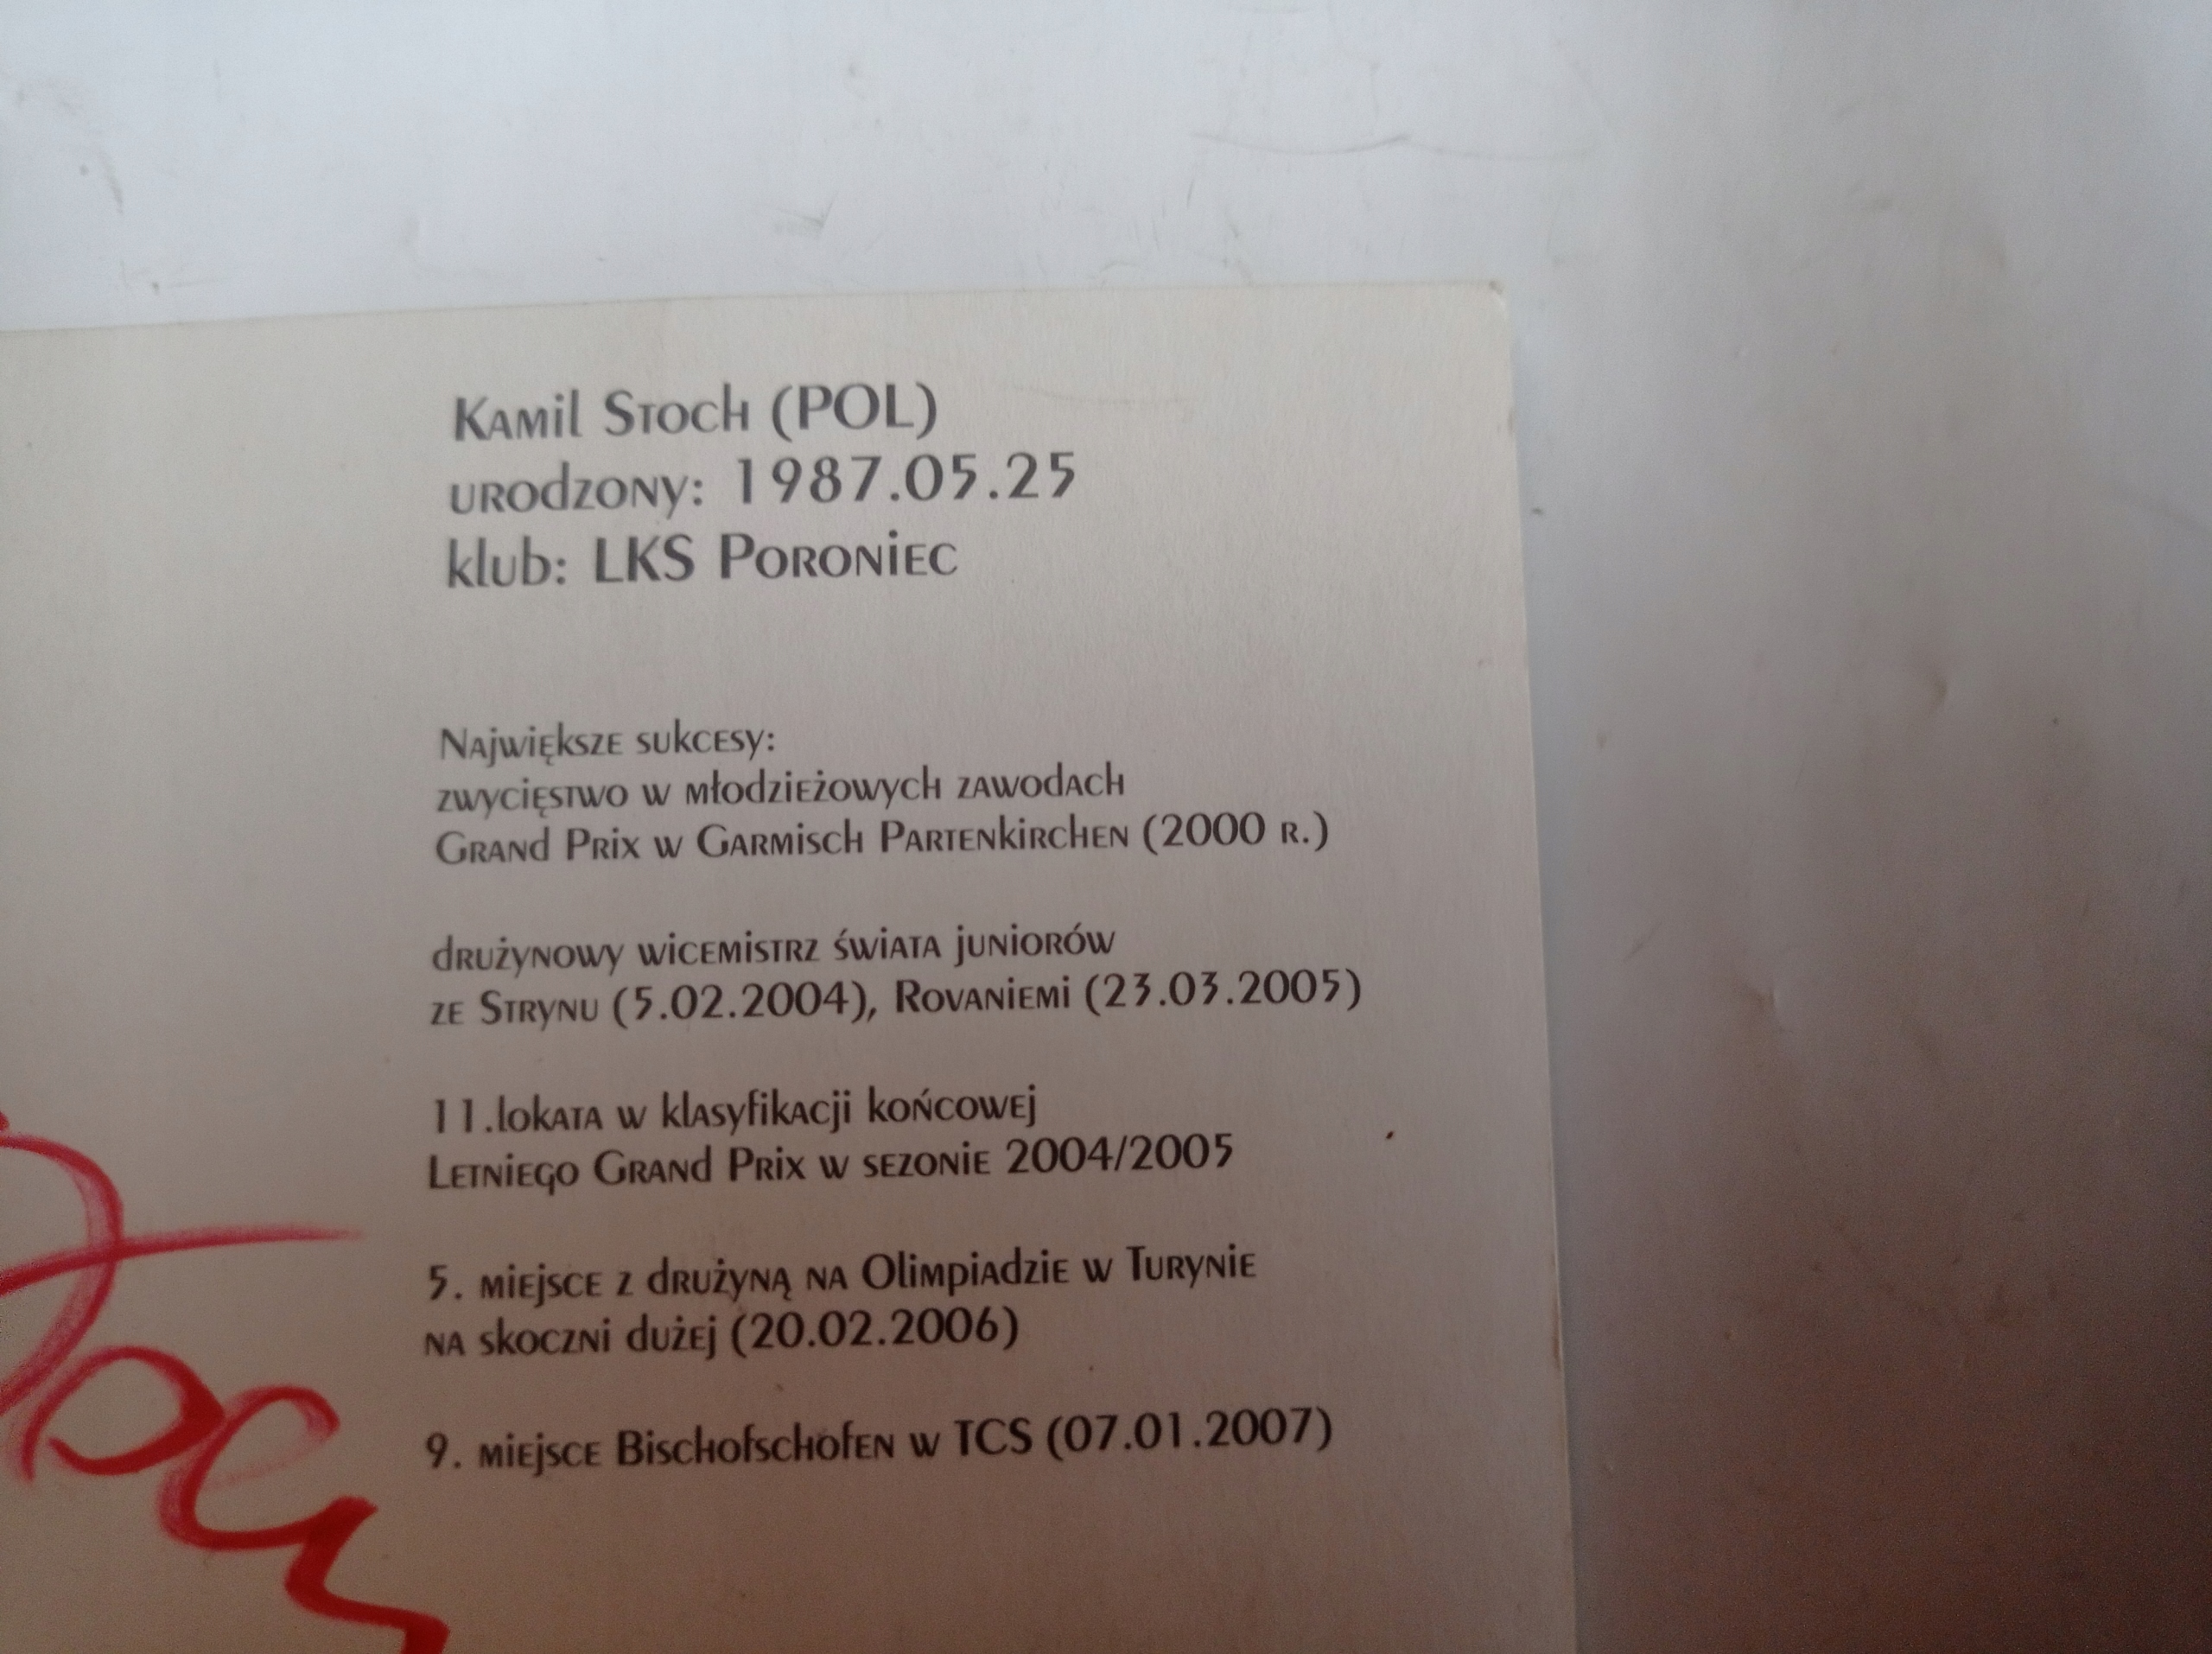 Kamil Stoch (POL)
urodzony: 1987.05.25
klub: LKS Poroniec
Największe sukcesy:
zwycięstwo w młodzieżowych zawodach
Grand Prix w Garmisch Partenkirchen (2000 r.)
drużynowy wicemistrz świata juniorów
ze Strynu (5.02.2004), Rovaniemi (23.03.2005)
11.lokata w klasyfikacji końcowej
Letniego Grand Prix w sezonie 2004/2005
5. miejsce z drużyną na Olimpiadzie w Turynie
na skoczni dużej (20.02.2006)
9. miejsce Bischofschofen w TCS (07.01.2007)